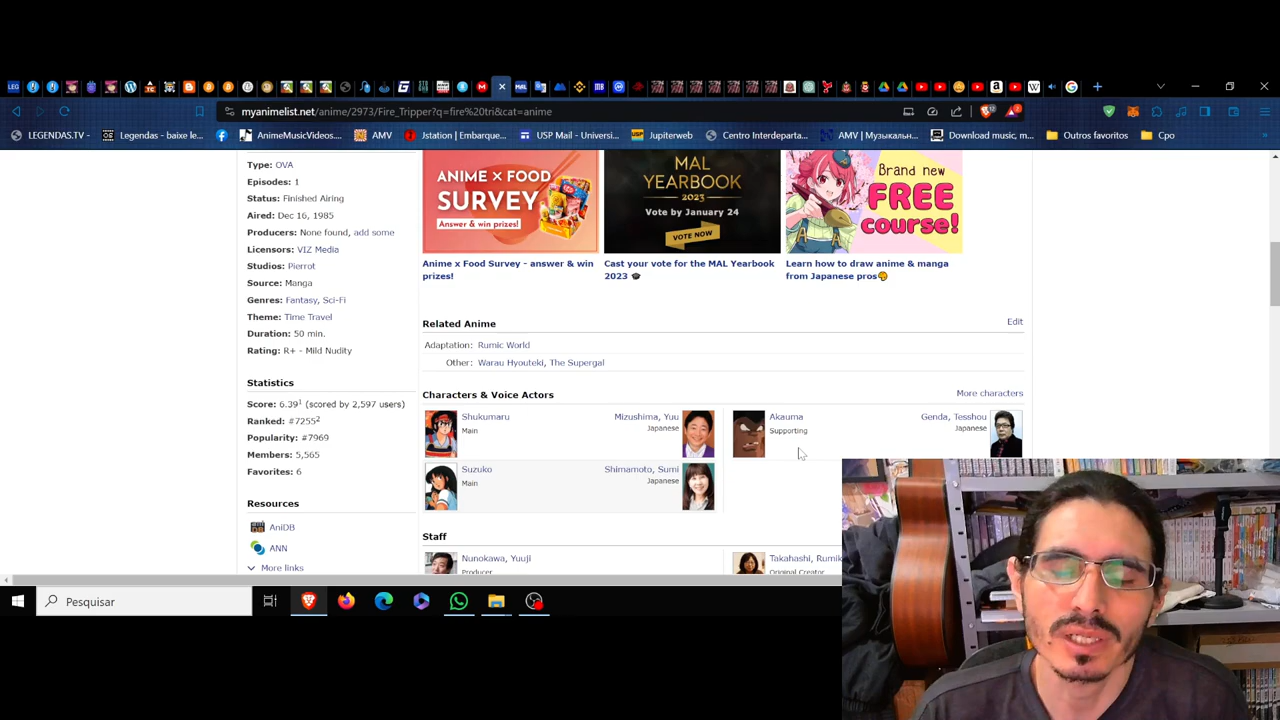 LEG
myanimelist.net/anime/2973/Fire_Tripper?q=fire%20tri&cat=anime
LEGENDAS.TV -
Legendas - baixe le...
AnimeMusicVideos....
AMV
Jstation | Embarque...
USP Mail - Universi...
Jupiterweb
Centro Interdeparta...
AMV | Музыкальн...
Download music, m...
Outros favoritos
Cpo
Type: OVA
Episodes: 1
Status: Finished Airing
Aired: Dec 16, 1985
Producers: None found, add some
Licensors: VIZ Media
Studios: Pierrot
Source: Manga
Genres: Fantasy, Sci-Fi
Theme: Time Travel
Duration: 50 min.
Rating: R+ - Mild Nudity
Statistics
Score: 6.39¹ (scored by 2,597 users)
Ranked: #7255²
Popularity: #7969
Members: 5,565
Favorites: 6
Resources
AniDB
ANN
More links
ANIME × FOOD
SURVEY
Answer & win prizes!
Anime x Food Survey - answer & win
prizes!
MAL
YEARBOOK
2023
Vote by January 24
VOTE NOW
Cast your vote for the MAL Yearbook
2023
Brand new
FREE
course!
Learn how to draw anime & manga
from Japanese pros
Related Anime
Edit
Adaptation: Rumic World
Other: Warau Hyouteki, The Supergal
Characters & Voice Actors
More characters
Shukumaru
Main
Mizushima, Yuu
Japanese
Akauma
Supporting
Genda, Tesshou
Japanese
Suzuko
Main
Shimamoto, Sumi
Japanese
Staff
Nunokawa, Yuuji
Producer
Takahashi, Rumik
Original Creator
Pesquisar